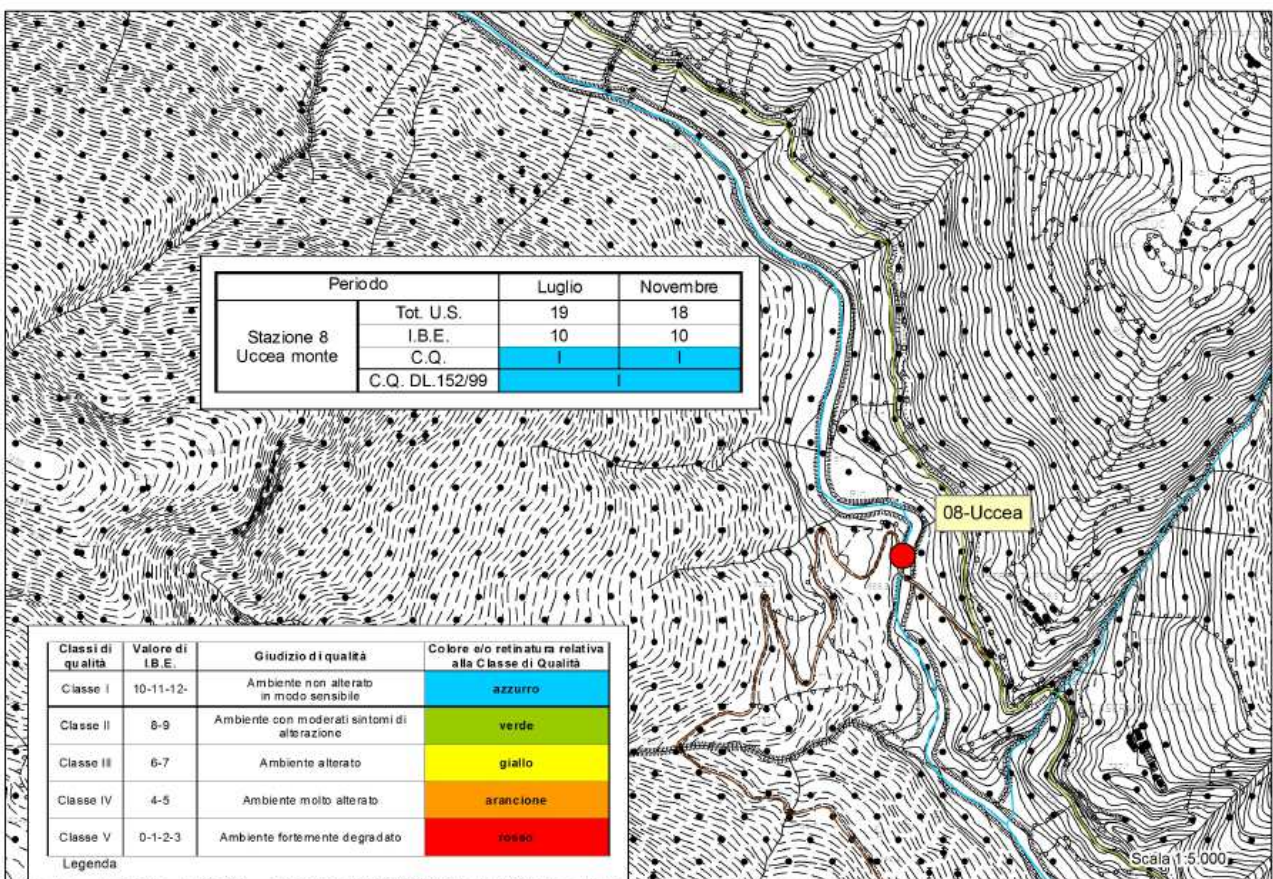 Periodo Luglio Novembre
Stazione 8 Uccea monte
Tot. U.S. 19 18
I.B.E. 10 10
C.Q. I I
C.Q. DL.152/99 I
08-Uccea
Classi di qualità Valore di I.B.E. Giudizio di qualità Colore e/o retinatura relativa alla Classe di Qualità
Classe I 10-11-12- Ambiente non alterato in modo sensibile azzurro
Classe II 8-9 Ambiente con moderati sintomi di alterazione verde
Classe III 6-7 Ambiente alterato giallo
Classe IV 4-5 Ambiente molto alterato arancione
Classe V 0-1-2-3 Ambiente fortemente degradato rosso
Legenda
Scala 1:5.000